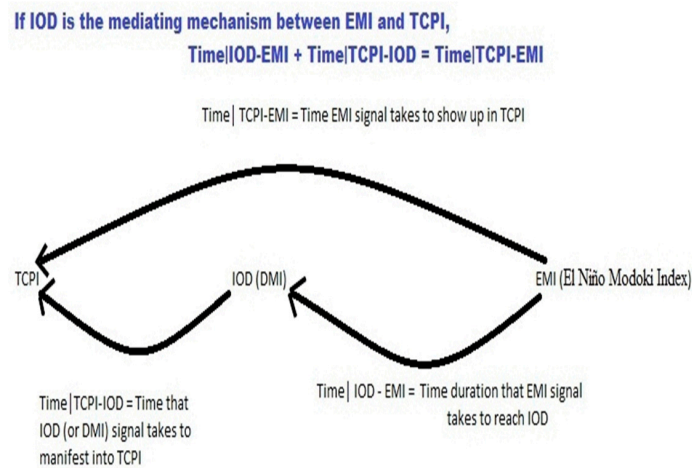 If IOD is the mediating mechanism between EMI and TCPI,
Time|IOD-EMI + Time|TCPI-IOD = Time|TCPI-EMI
Time| TCPI-EMI = Time EMI signal takes to show up in TCPI
TCPI
IOD (DMI)
EMI (El Niño Modoki Index)
Time|TCPI-IOD = Time that
IOD (or DMI) signal takes to
manifest into TCPI
Time| IOD - EMI = Time duration that EMI signal
takes to reach IOD